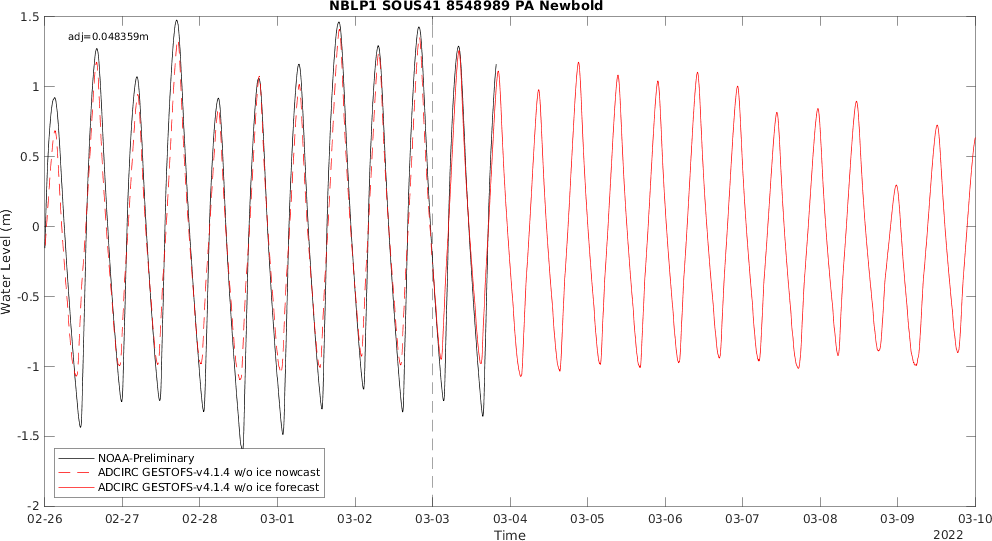 NBLP1 SOUS41 8548989 PA Newbold
adj=0.048359m
1.5
1
0.5
0
-0.5
-1
-1.5
-2
Water Level (m)
NOAA-Preliminary
ADCIRC GESTOFS-v4.1.4 w/o ice nowcast
ADCIRC GESTOFS-v4.1.4 w/o ice forecast
02-26 02-27 02-28 03-01 03-02 03-03 03-04 03-05 03-06 03-07 03-08 03-09 03-10
Time
2022